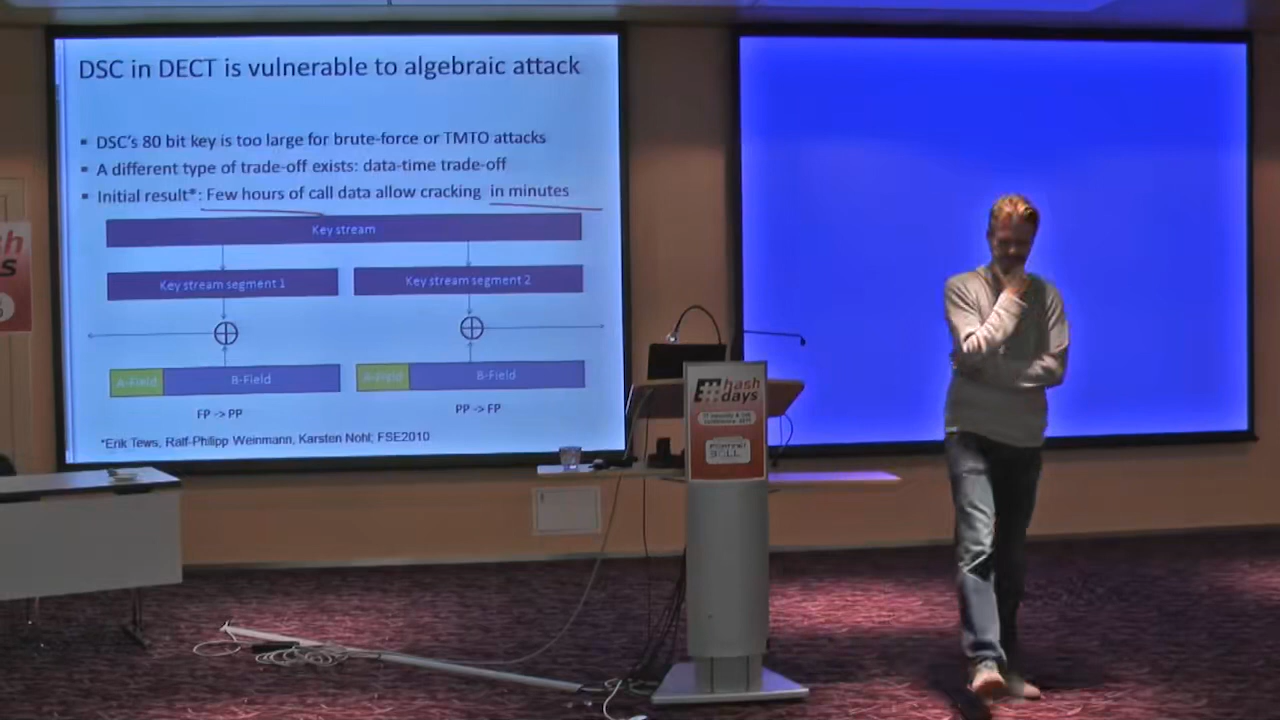 DSC in DECT is vulnerable to algebraic attack
▪ DSC's 80 bit key is too large for brute-force or TMTO attacks
▪ A different type of trade-off exists: data-time trade-off
▪ Initial result*: Few hours of call data allow cracking in minutes
Key stream
Key stream segment 1
Key stream segment 2
A-Field
B-Field
A-Field
B-Field
FP -> PP
PP -> FP
*Erik Tews, Ralf-Philipp Weinmann, Karsten Nohl; FSE2010
hash
days